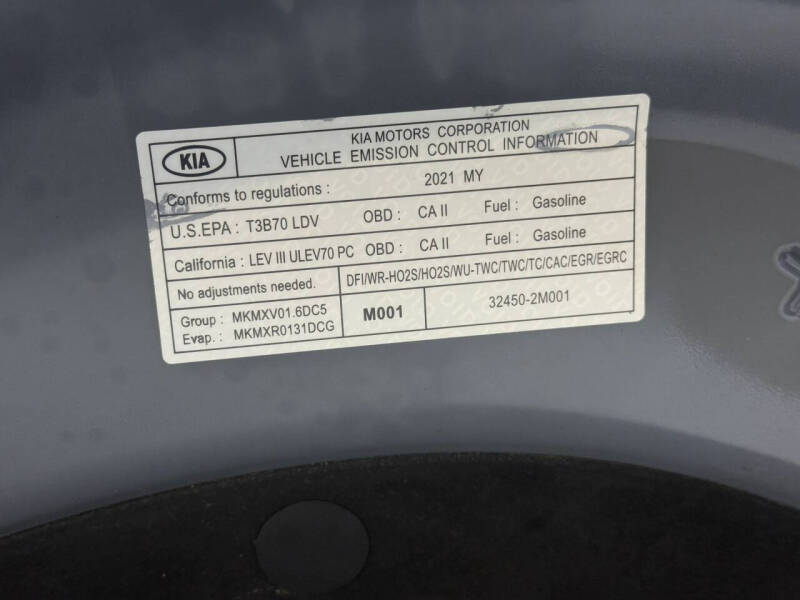 KIA
KIA MOTORS CORPORATION
VEHICLE EMISSION CONTROL INFORMATION
Conforms to regulations : 2021 MY
U.S.EPA : T3B70 LDV OBD : CA II Fuel : Gasoline
California : LEV III ULEV70 PC OBD : CA II Fuel : Gasoline
No adjustments needed. DFI/WR-HO2S/HO2S/WU-TWC/TWC/TC/CAC/EGR/EGRC
Group : MKMXV01.6DC5
Evap. : MKMXR0131DCG
M001
32450-2M001